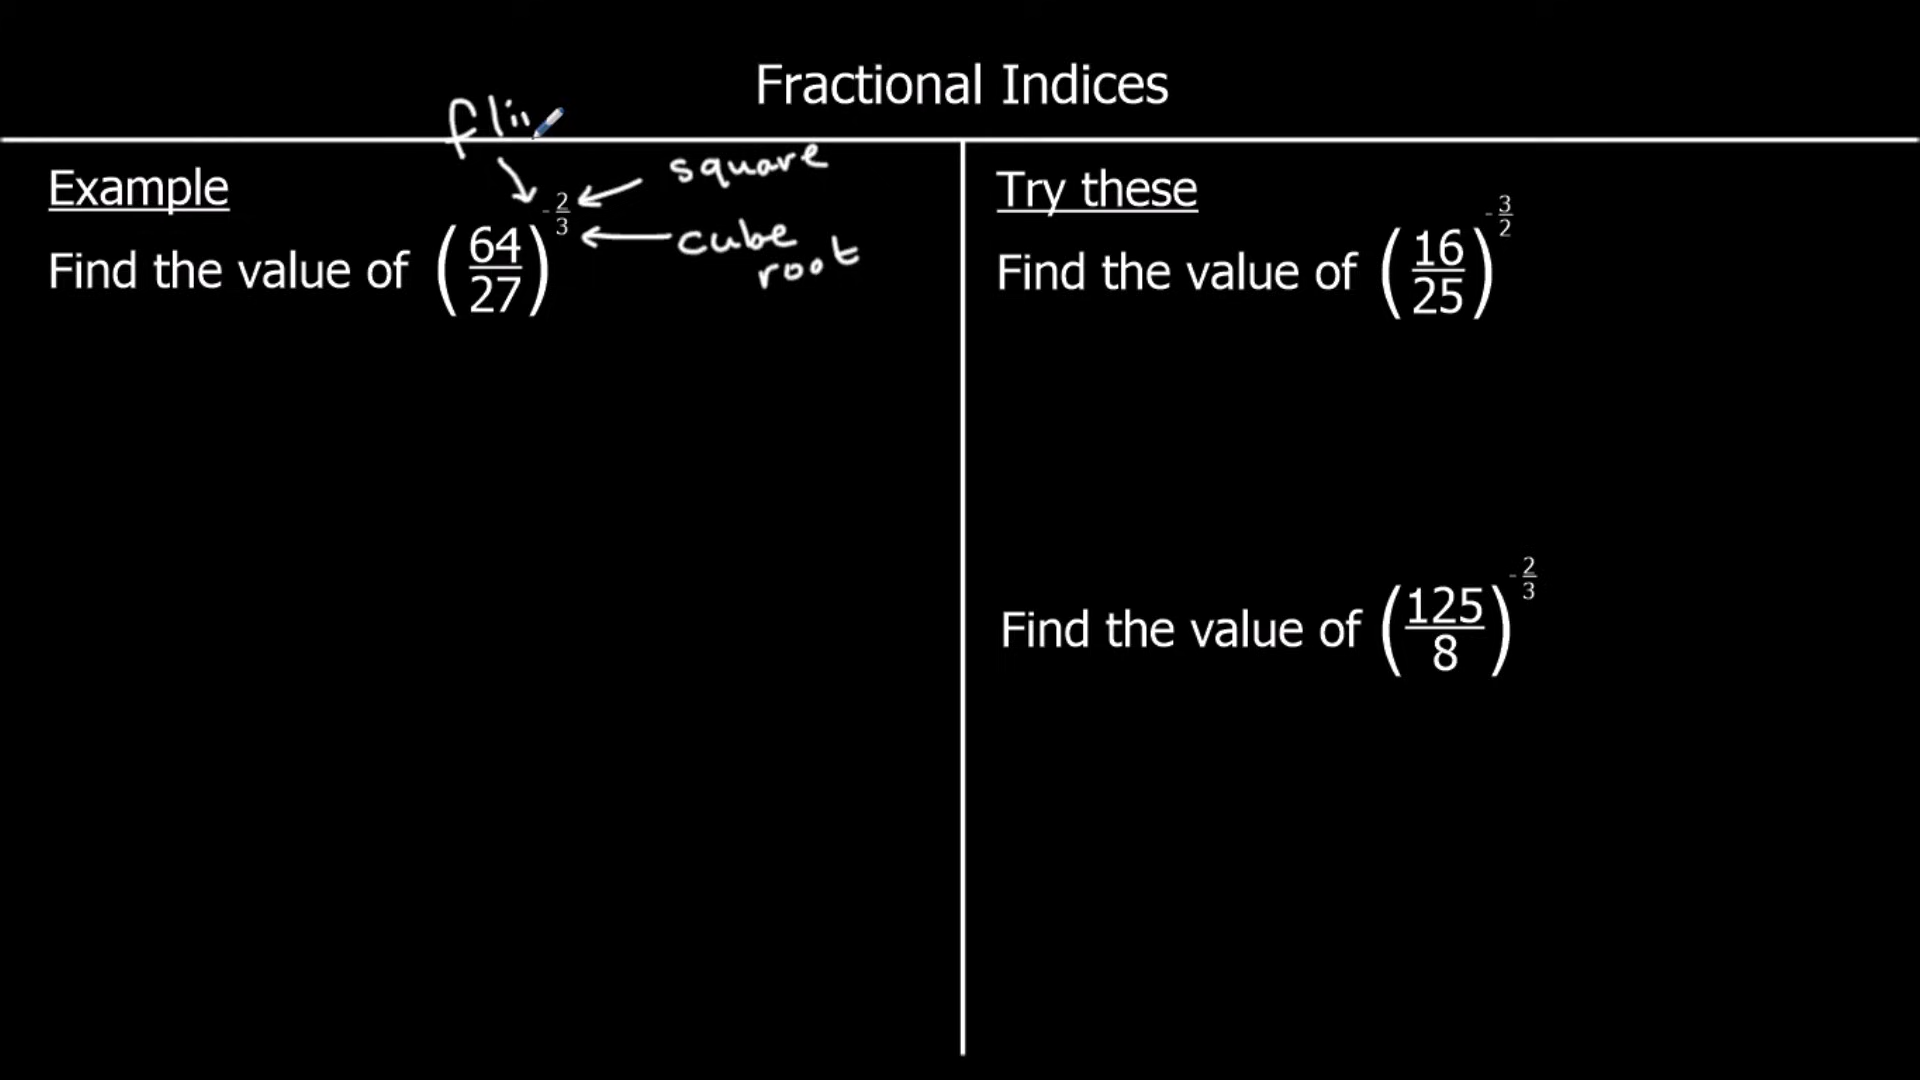 Fractional Indices
Example
square
Find the value of (64/27)^-2/3
cube
root
Try these
Find the value of (16/25)^-3/2
Find the value of (125/8)^-2/3